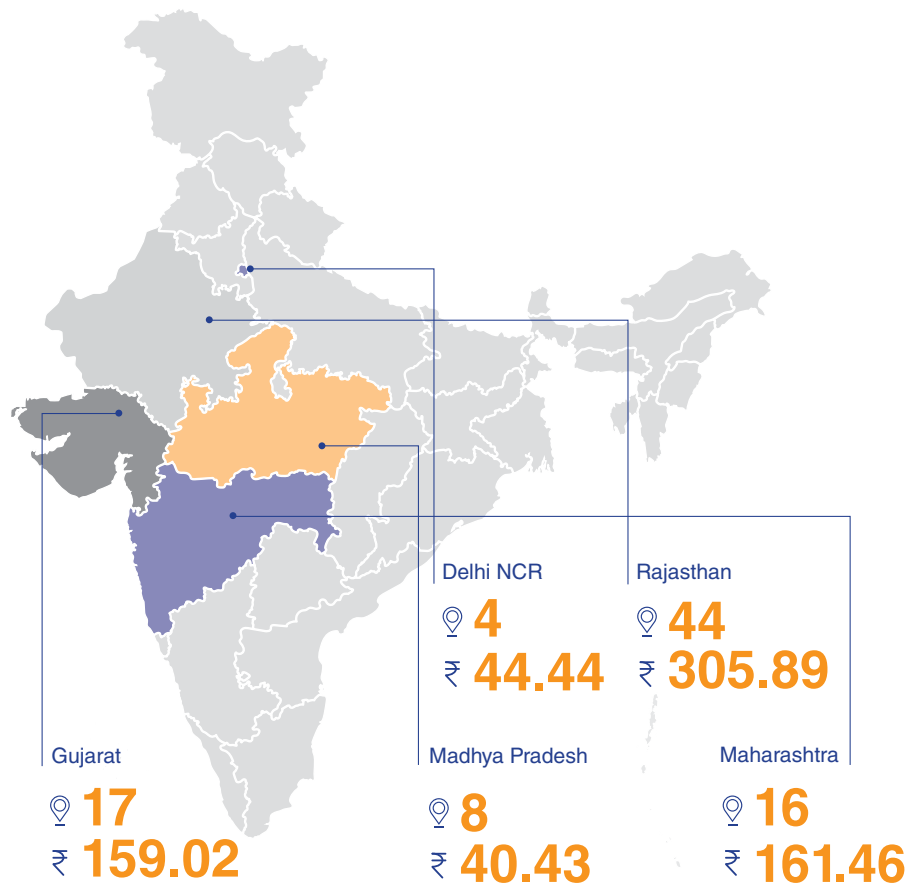 Delhi NCR
4
₹ 44.44
Rajasthan
44
₹ 305.89
Gujarat
17
₹ 159.02
Madhya Pradesh
8
₹ 40.43
Maharashtra
16
₹ 161.46